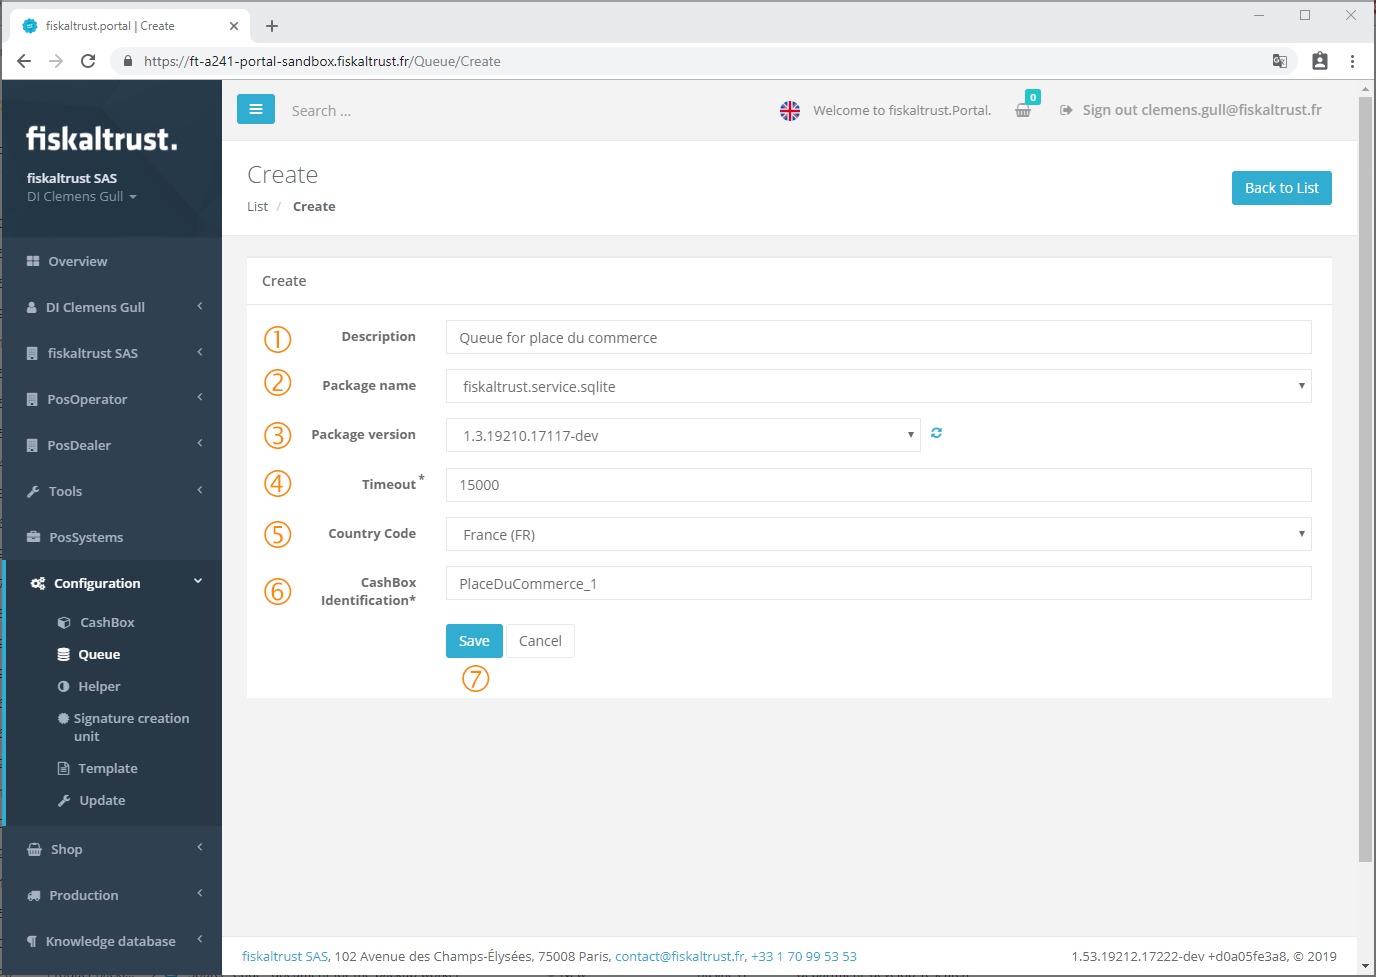 fiskaltrust.portal | Create
https://ft-a241-portal-sandbox.fiskaltrust.fr/Queue/Create
fiskaltrust.
fiskaltrust SAS
DI Clemens Gull
Overview
DI Clemens Gull
fiskaltrust SAS
PosOperator
PosDealer
Tools
PosSystems
Configuration
CashBox
Queue
Helper
Signature creation
unit
Template
Update
Shop
Production
Knowledge database
Search ...
Welcome to fiskaltrust.Portal.
0
Sign out clemens.gull@fiskaltrust.fr
Create
List / Create
Back to List
Create
① Description Queue for place du commerce
② Package name fiskaltrust.service.sqlite
③ Package version 1.3.19210.17117-dev
④ Timeout * 15000
⑤ Country Code France (FR)
⑥ CashBox
Identification* PlaceDuCommerce_1
Save Cancel
⑦
fiskaltrust SAS, 102 Avenue des Champs-Élysées, 75008 Paris, contact@fiskaltrust.fr, +33 1 70 99 53 53
1.53.19212.17222-dev +d0a05fe3a8, © 2019